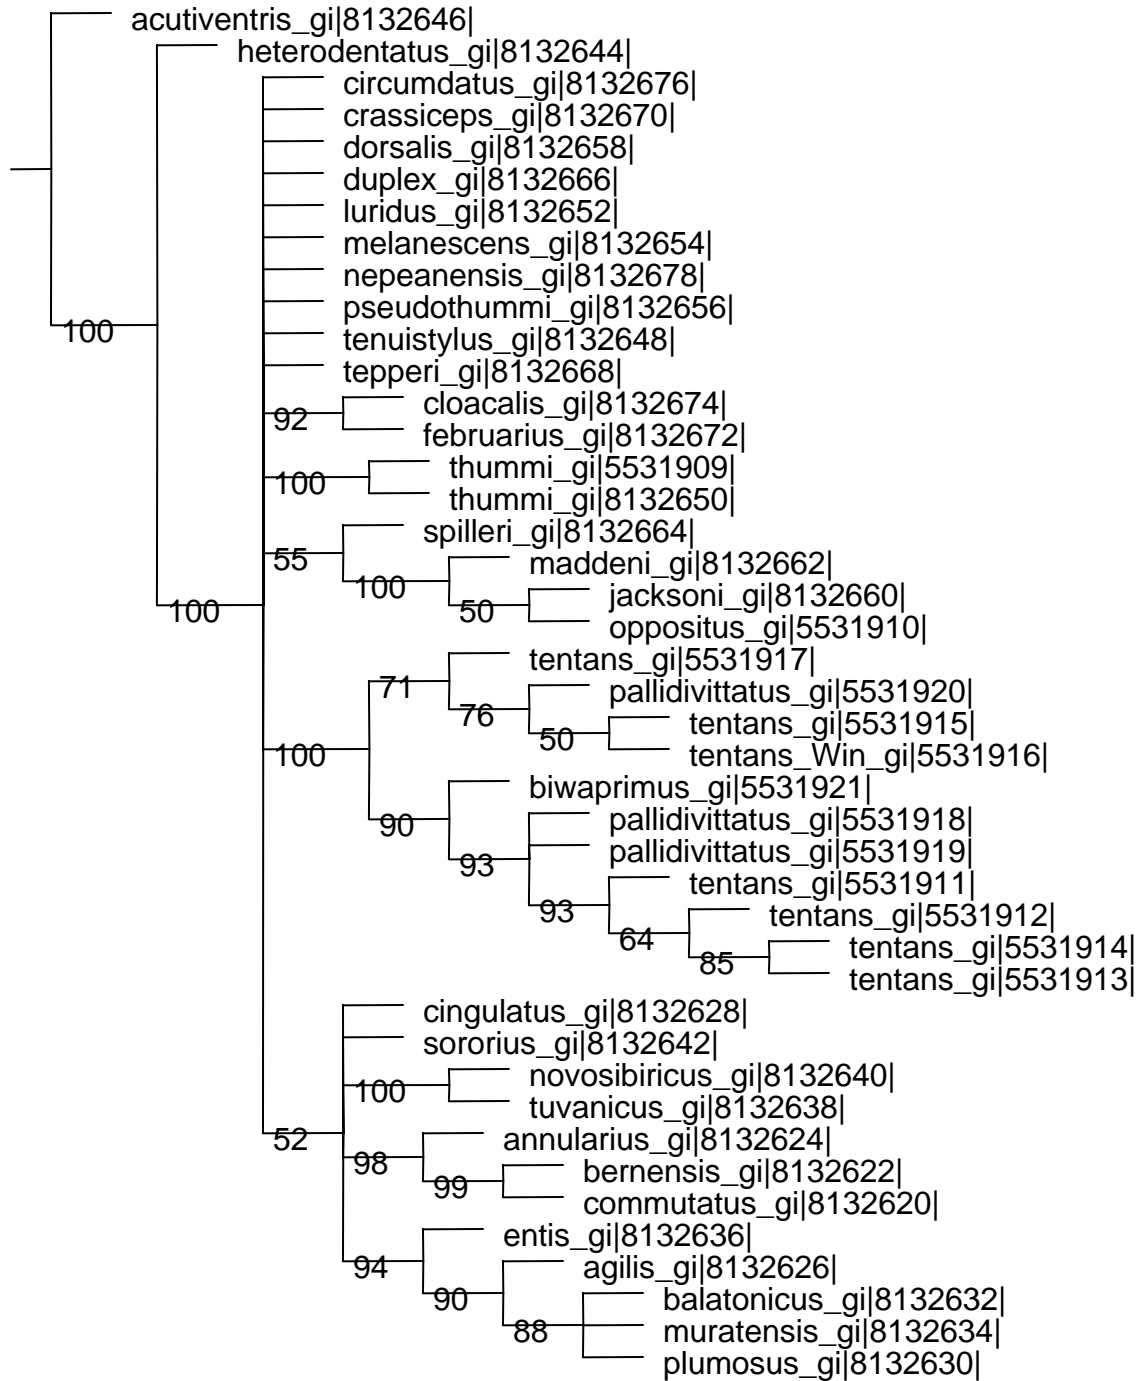 acutiventris_gi|8132646|
heterodentatus_gi|8132644|
circumdatus_gi|8132676|
crassiceps_gi|8132670|
dorsalis_gi|8132658|
duplex_gi|8132666|
luridus_gi|8132652|
melanescens_gi|8132654|
nepeanensis_gi|8132678|
pseudothummi_gi|8132656|
100
tenuistylus_gi|8132648|
tepperi_gi|8132668|
cloacalis_gi|8132674|
92
februarius_gi|8132672|
thummi_gi|5531909|
100
thummi_gi|8132650|
spilleri_gi|8132664|
55
maddeni_gi|8132662|
100
jacksoni_gi|8132660|
100
50
oppositus_gi|5531910|
tentans_gi|5531917|
71
pallidivittatus_gi|5531920|
76
tentans_gi|5531915|
50
tentans_Win_gi|5531916|
100
biwaprimus_gi|5531921|
pallidivittatus_gi|5531918|
90
pallidivittatus_gi|5531919|
93
tentans_gi|5531911|
93
tentans_gi|5531912|
64
tentans_gi|5531914|
85
tentans_gi|5531913|
cingulatus_gi|8132628|
sororius_gi|8132642|
novosibiricus_gi|8132640|
100
tuvanicus_gi|8132638|
52
annularius_gi|8132624|
98
bernensis_gi|8132622|
99
commutatus_gi|8132620|
entis_gi|8132636|
94
agilis_gi|8132626|
90
balatonicus_gi|8132632|
88
muratensis_gi|8132634|
plumosus_gi|8132630|